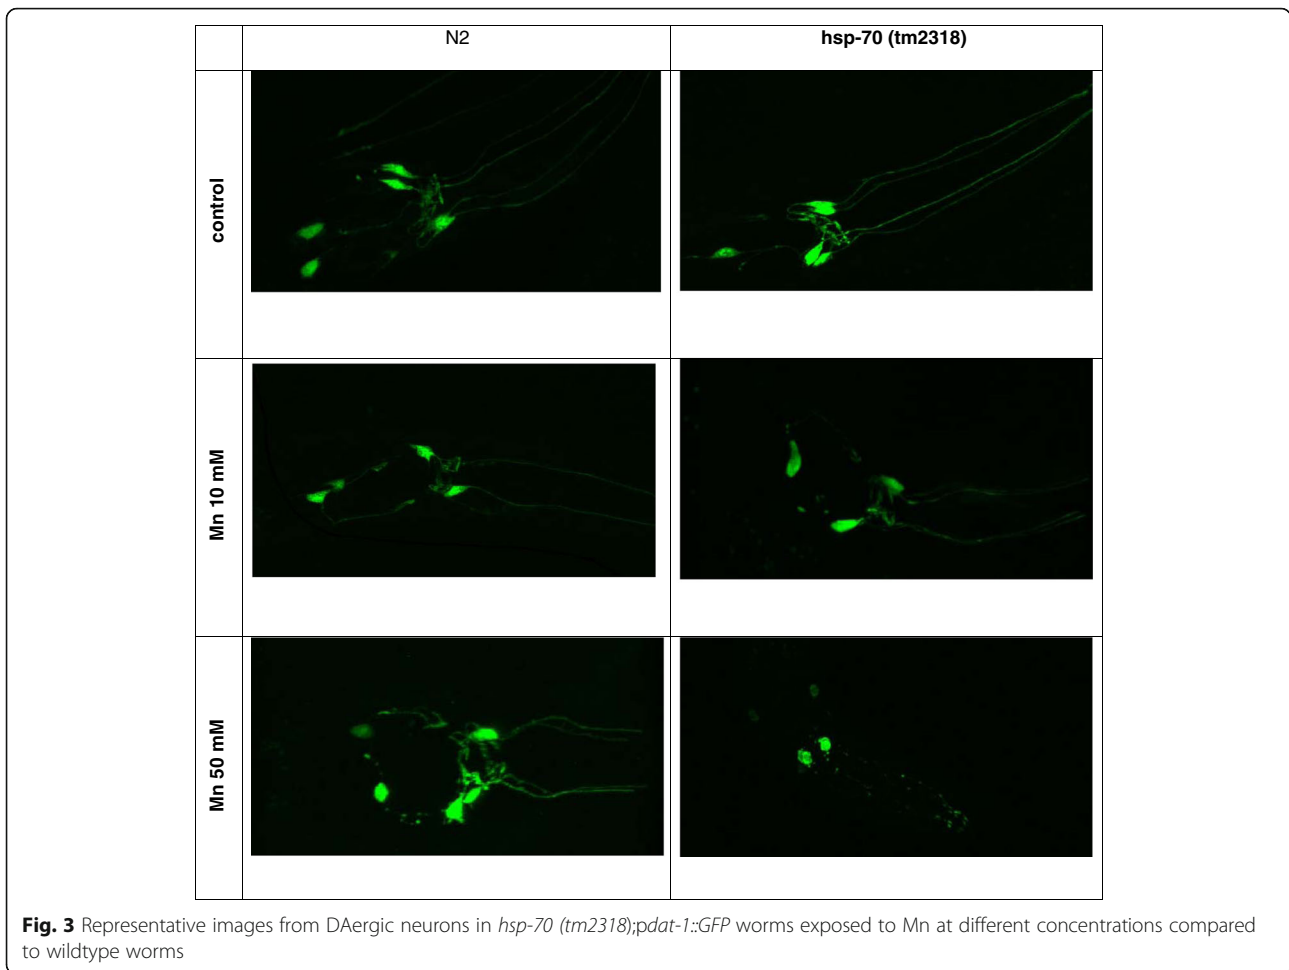 N2
hsp-70 (tm2318)
control
Mn 10 mM
Mn 50 mM
Fig. 3 Representative images from DAergic neurons in hsp-70 (tm2318);pdat-1::GFP worms exposed to Mn at different concentrations compared
to wildtype worms